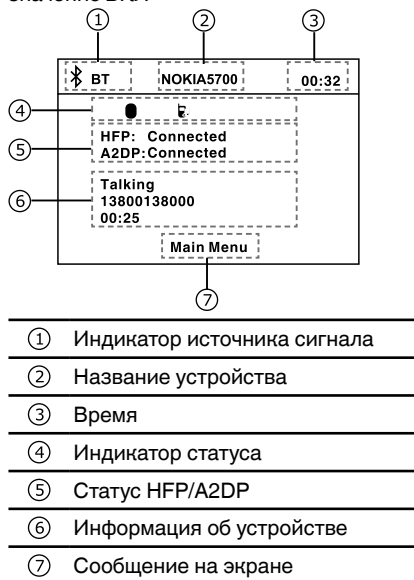 ① ② ③
BT NOKIA5700 00:32
④
HFP: Connected
⑤
A2DP:Connected
Talking
⑥ 13800138000
00:25
Main Menu
⑦
① Индикатор источника сигнала
② Название устройства
③ Время
④ Индикатор статуса
⑤ Статус HFP/A2DP
⑥ Информация об устройстве
⑦ Сообщение на экране